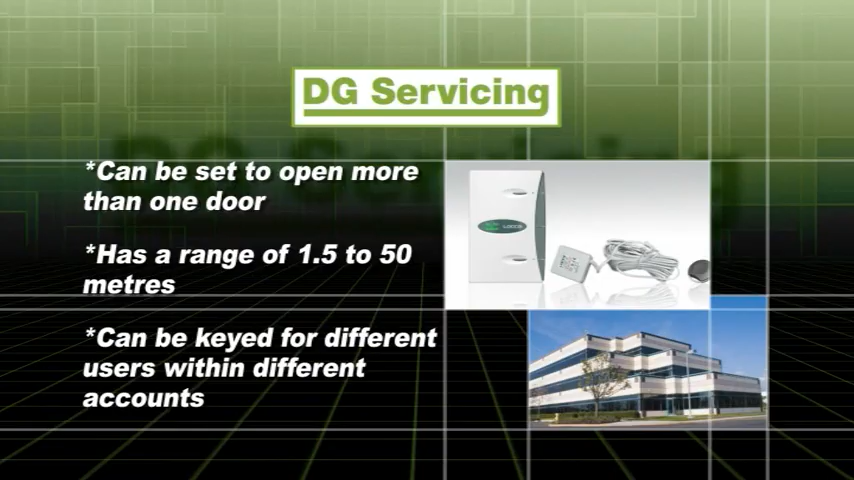 DG Servicing
*Can be set to open more
than one door
*Has a range of 1.5 to 50
metres
*Can be keyed for different
users within different
accounts